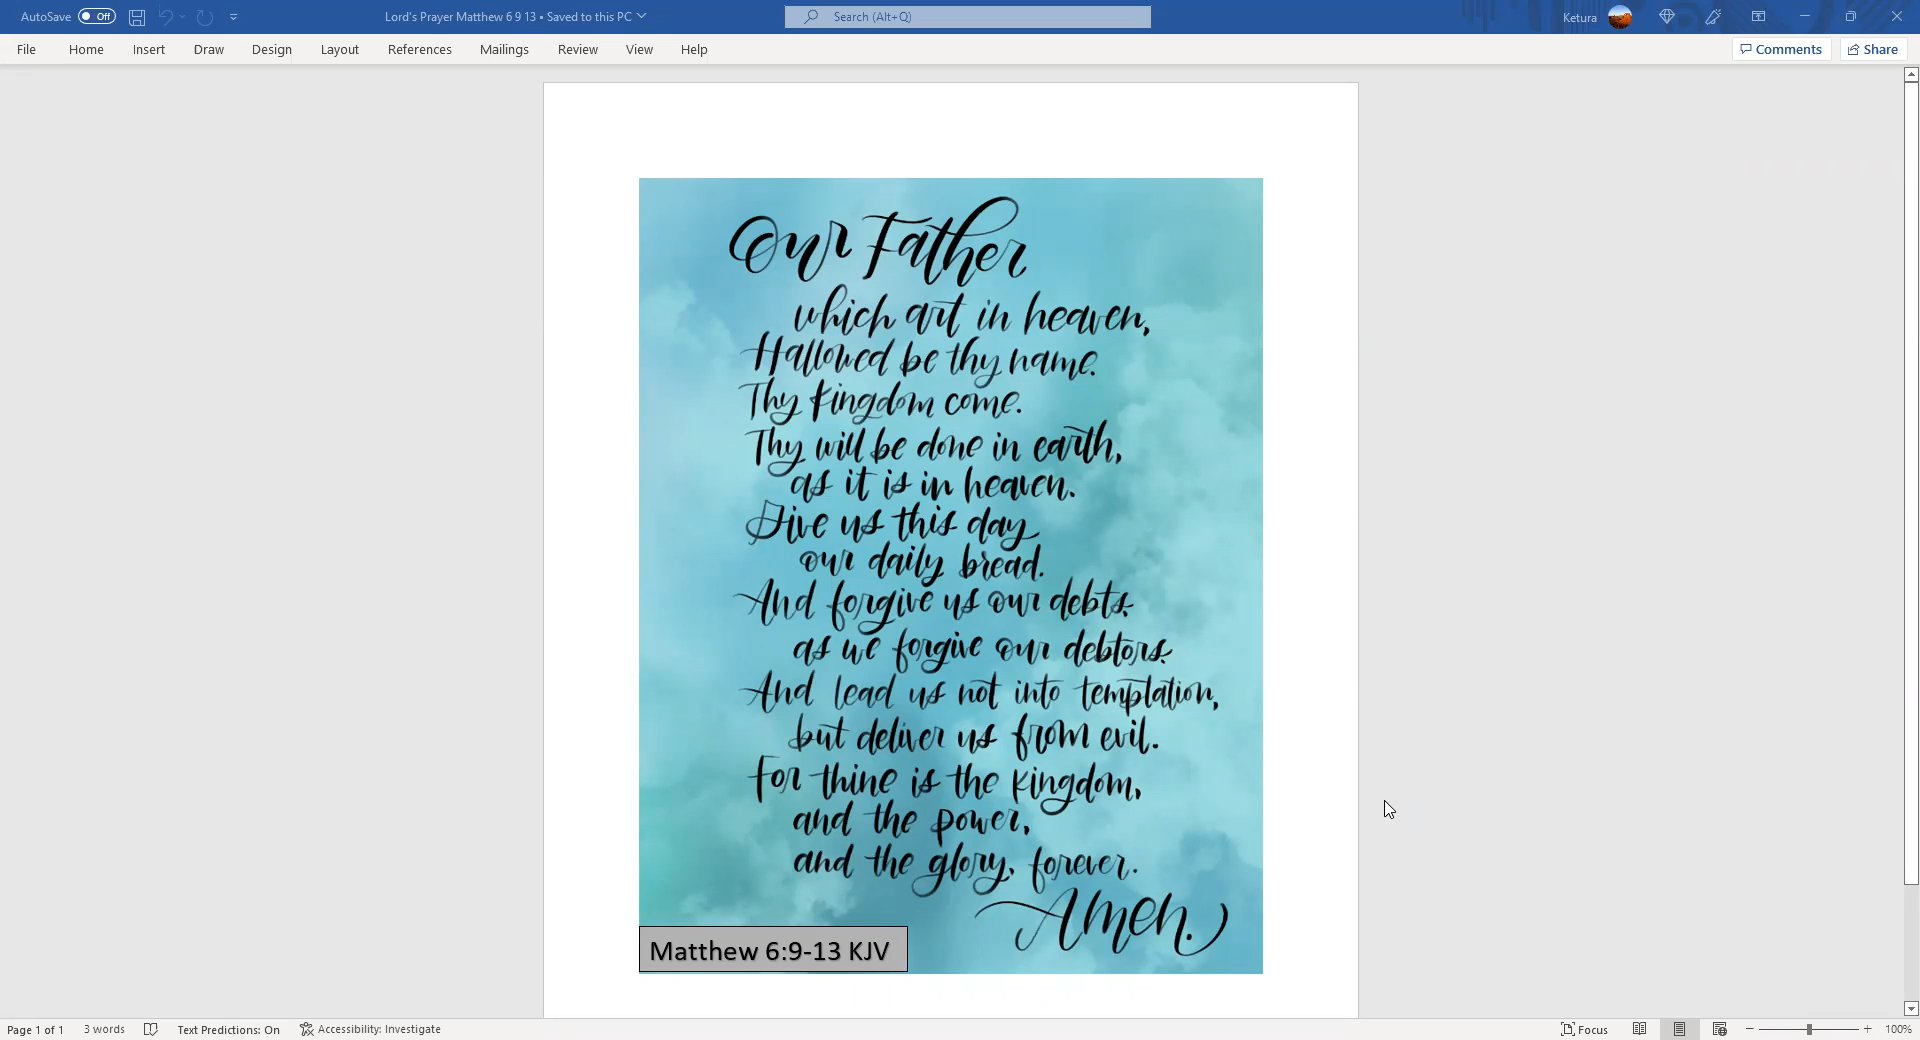 AutoSave Off Lord's Prayer Matthew 6 9 13 • Saved to this PC Search (Alt+Q) Ketura
File Home Insert Draw Design Layout References Mailings Review View Help Comments Share
Our Father
which art in heaven,
Hallowed be thy name.
Thy kingdom come.
Thy will be done in earth,
as it is in heaven.
Give us this day
our daily bread.
And forgive us our debts,
as we forgive our debtors.
And lead us not into temptation,
but deliver us from evil.
For thine is the kingdom,
and the power,
and the glory, forever.
Amen.
Matthew 6:9-13 KJV
Page 1 of 1 3 words Text Predictions: On Accessibility: Investigate Focus 100%